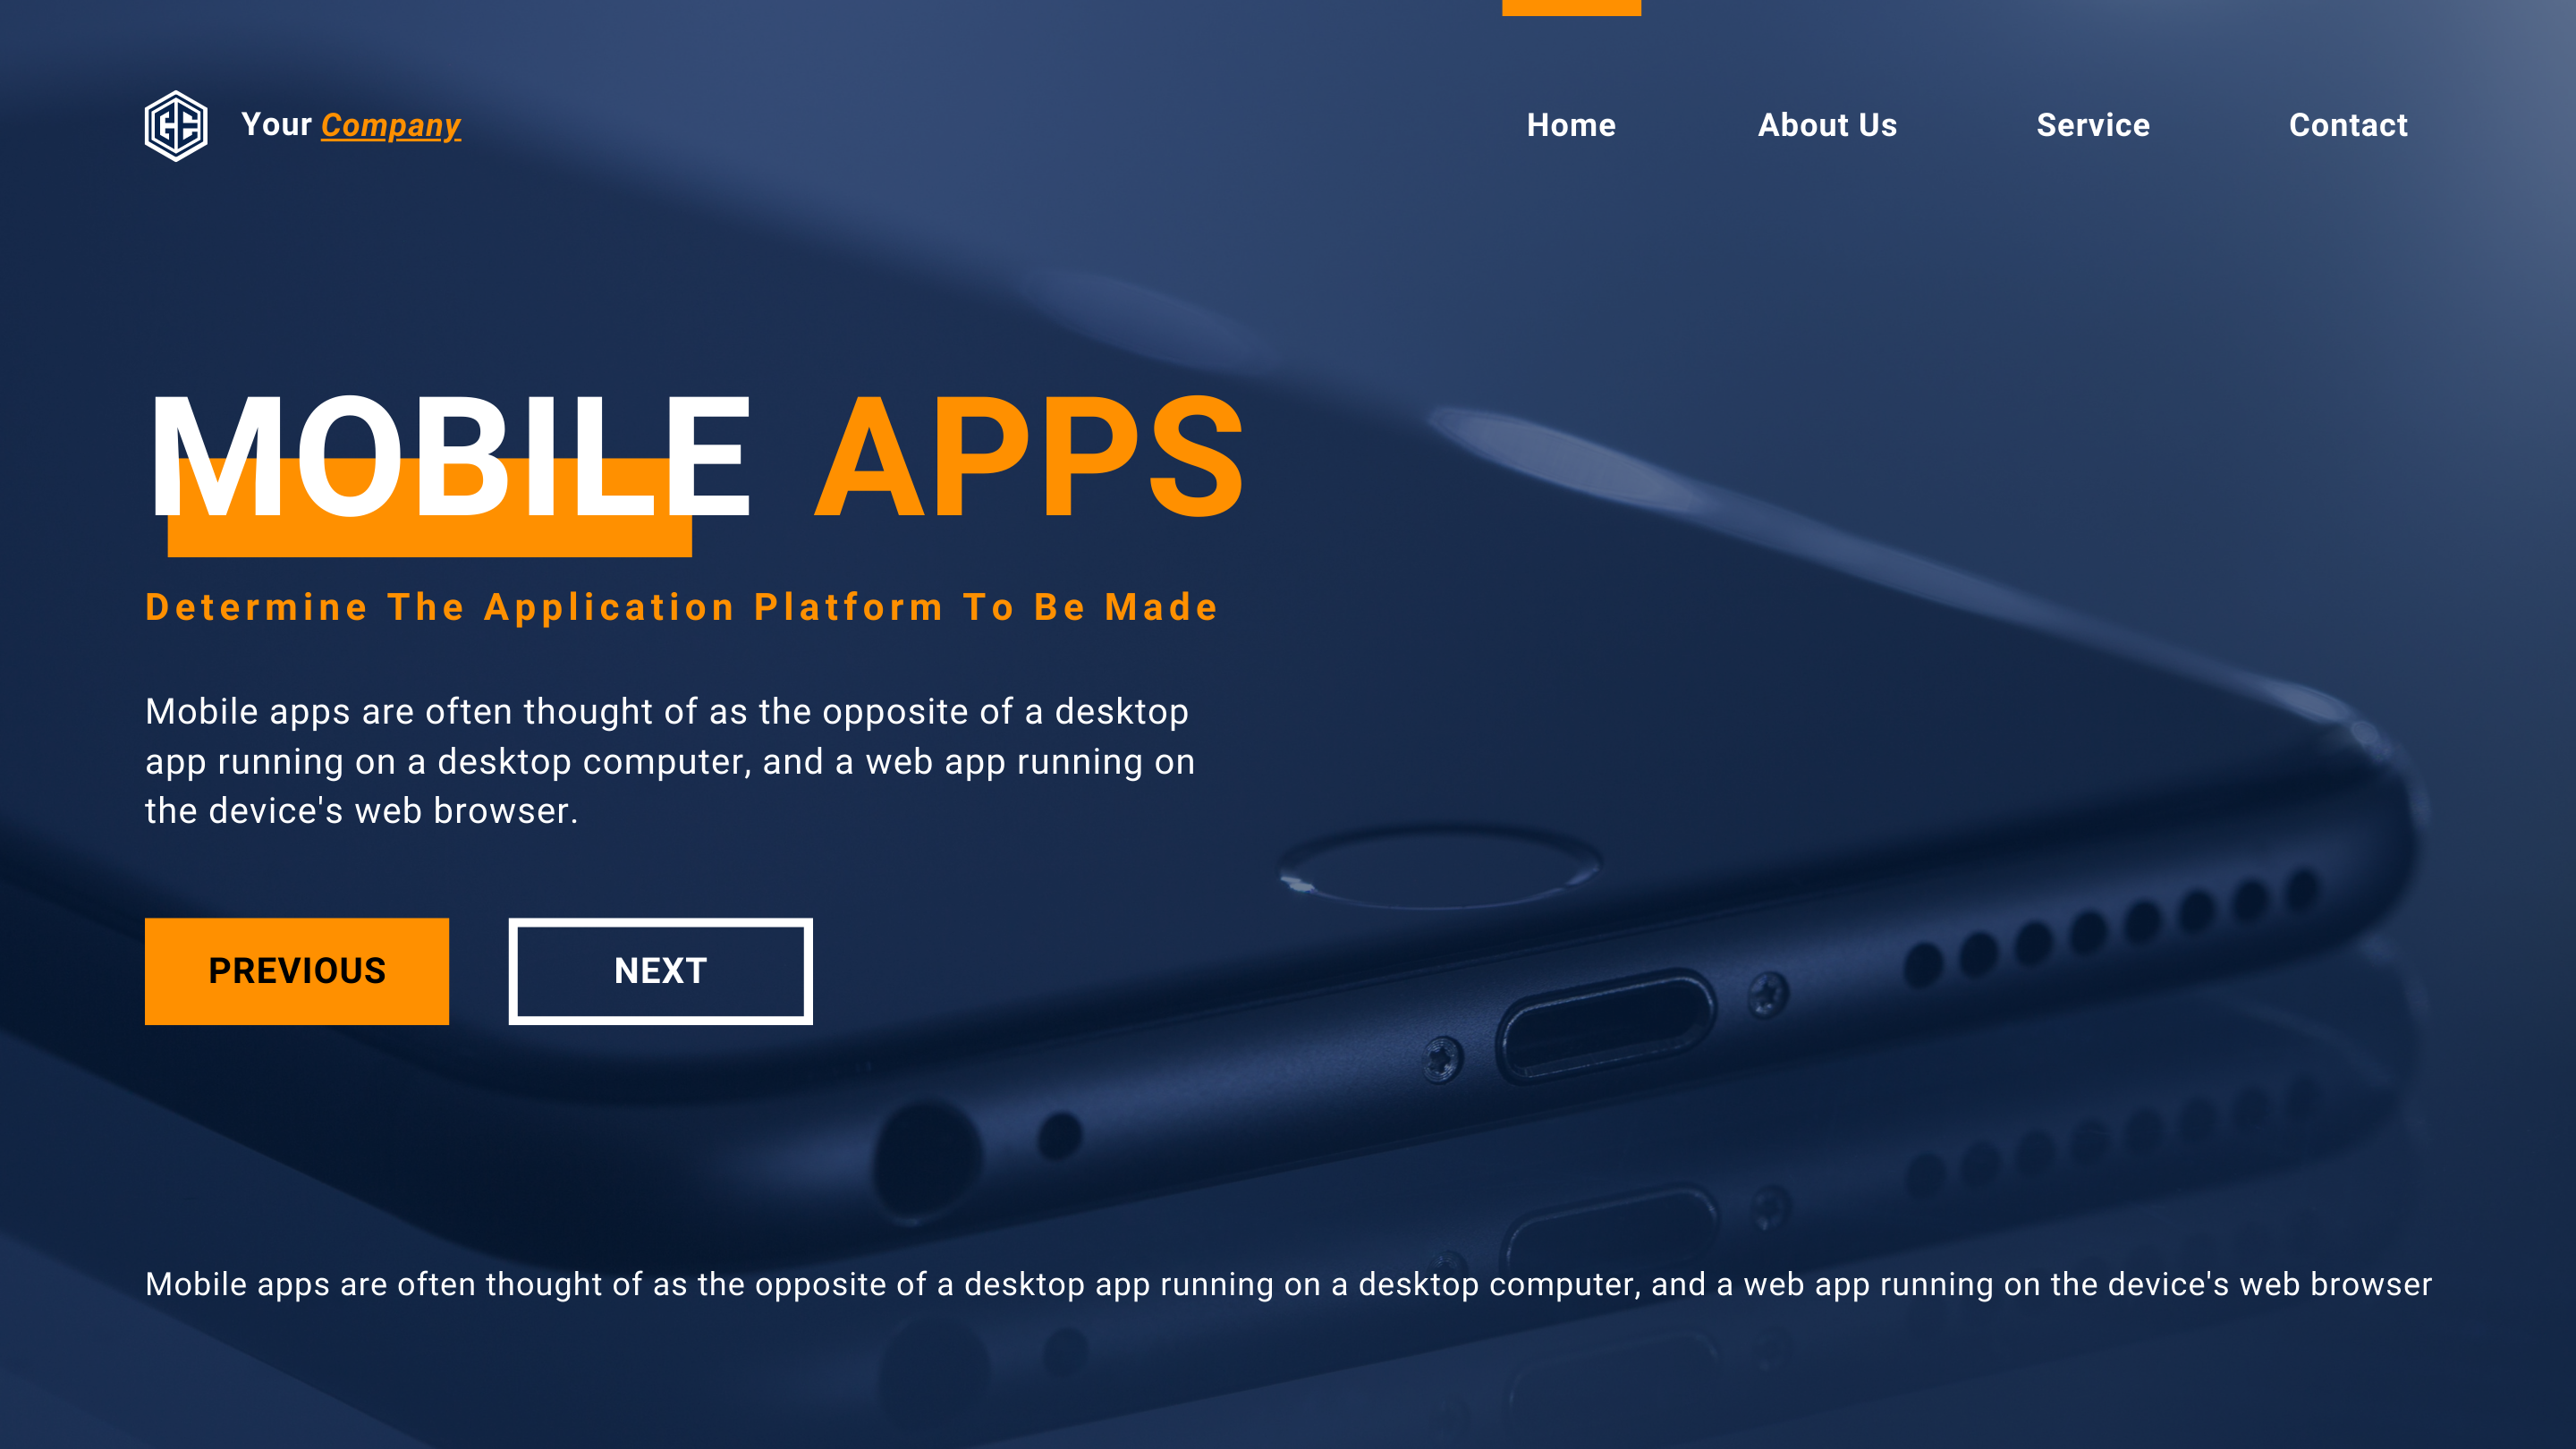 Your Company
Home About Us Service Contact
MOBILE APPS
Determine The Application Platform To Be Made
Mobile apps are often thought of as the opposite of a desktop
app running on a desktop computer, and a web app running on
the device's web browser.
PREVIOUS NEXT
Mobile apps are often thought of as the opposite of a desktop app running on a desktop computer, and a web app running on the device's web browser